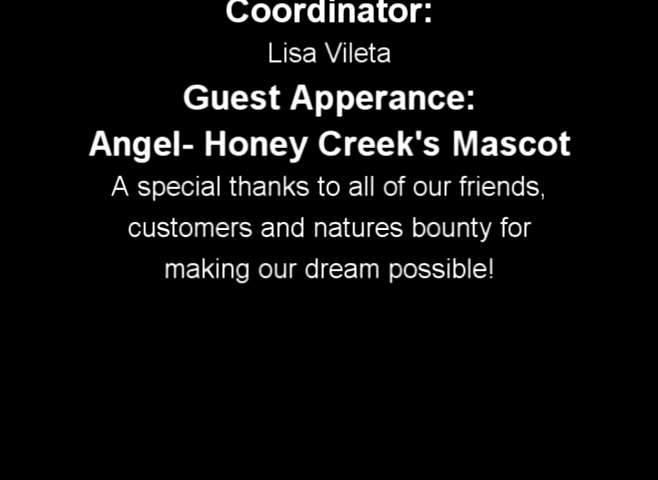 Coordinator:
Lisa Vileta
Guest Apperance:
Angel- Honey Creek's Mascot
A special thanks to all of our friends,
customers and natures bounty for
making our dream possible!